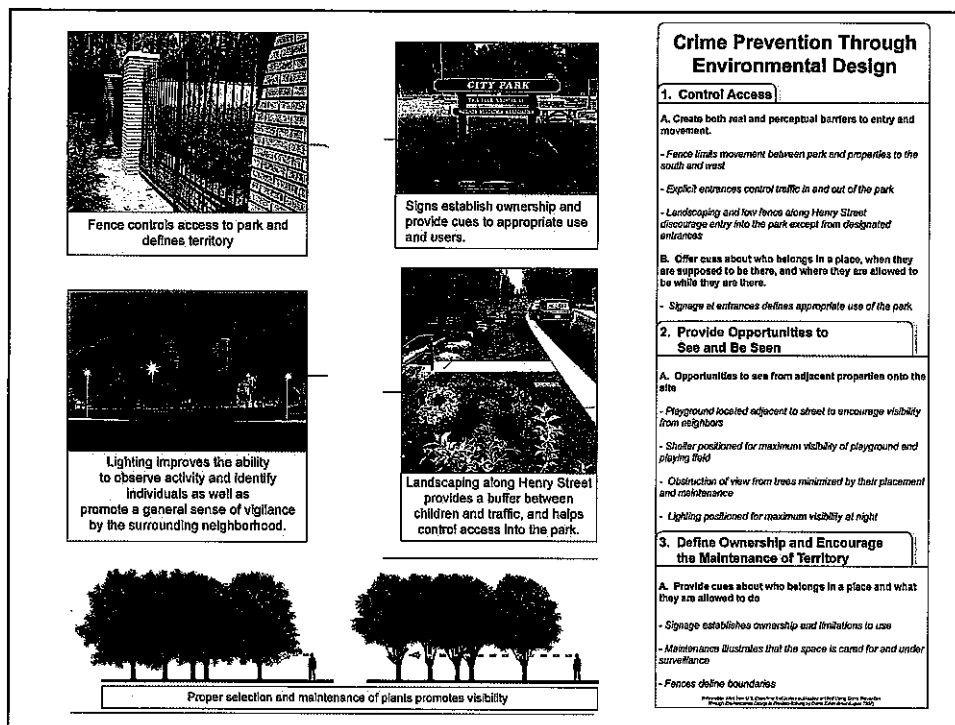 Fence controls access to park and
defines territory
CITY PARK
Signs establish ownership and
provide cues to appropriate use
and users.
Lighting improves the ability
to observe activity and identify
individuals as well as
promote a general sense of vigilance
by the surrounding neighborhood.
Landscaping along Henry Street
provides a buffer between
children and traffic, and helps
control access into the park.
Proper selection and maintenance of plants promotes visibility
Crime Prevention Through
Environmental Design
1. Control Access
A. Create both real and perceptual barriers to entry and
movement.
- Fence limits movement between park and properties to the
south and west
- Explicit entrances control traffic in and out of the park
- Landscaping and low fence along Henry Street
discourage entry into the park except from designated
entrances
B. Offer cues about who belongs in a place, when they
are supposed to be there, and where they are allowed to
be while they are there.
- Signage at entrances defines appropriate use of the park
2. Provide Opportunities to
See and Be Seen
A. Opportunities to see from adjacent properties onto the
site
- Playground located adjacent to street to encourage visibility
from neighbors
- Shelter positioned for maximum visibility of playground and
playing field
- Obstruction of view from trees minimized by their placement
and maintenance
- Lighting positioned for maximum visibility at night
3. Define Ownership and Encourage
the Maintenance of Territory
A. Provide cues about who belongs in a place and what
they are allowed to do
- Signage establishes ownership and limitations to use
- Maintenance illustrates that the space is cared for and under
surveillance
- Fences define boundaries